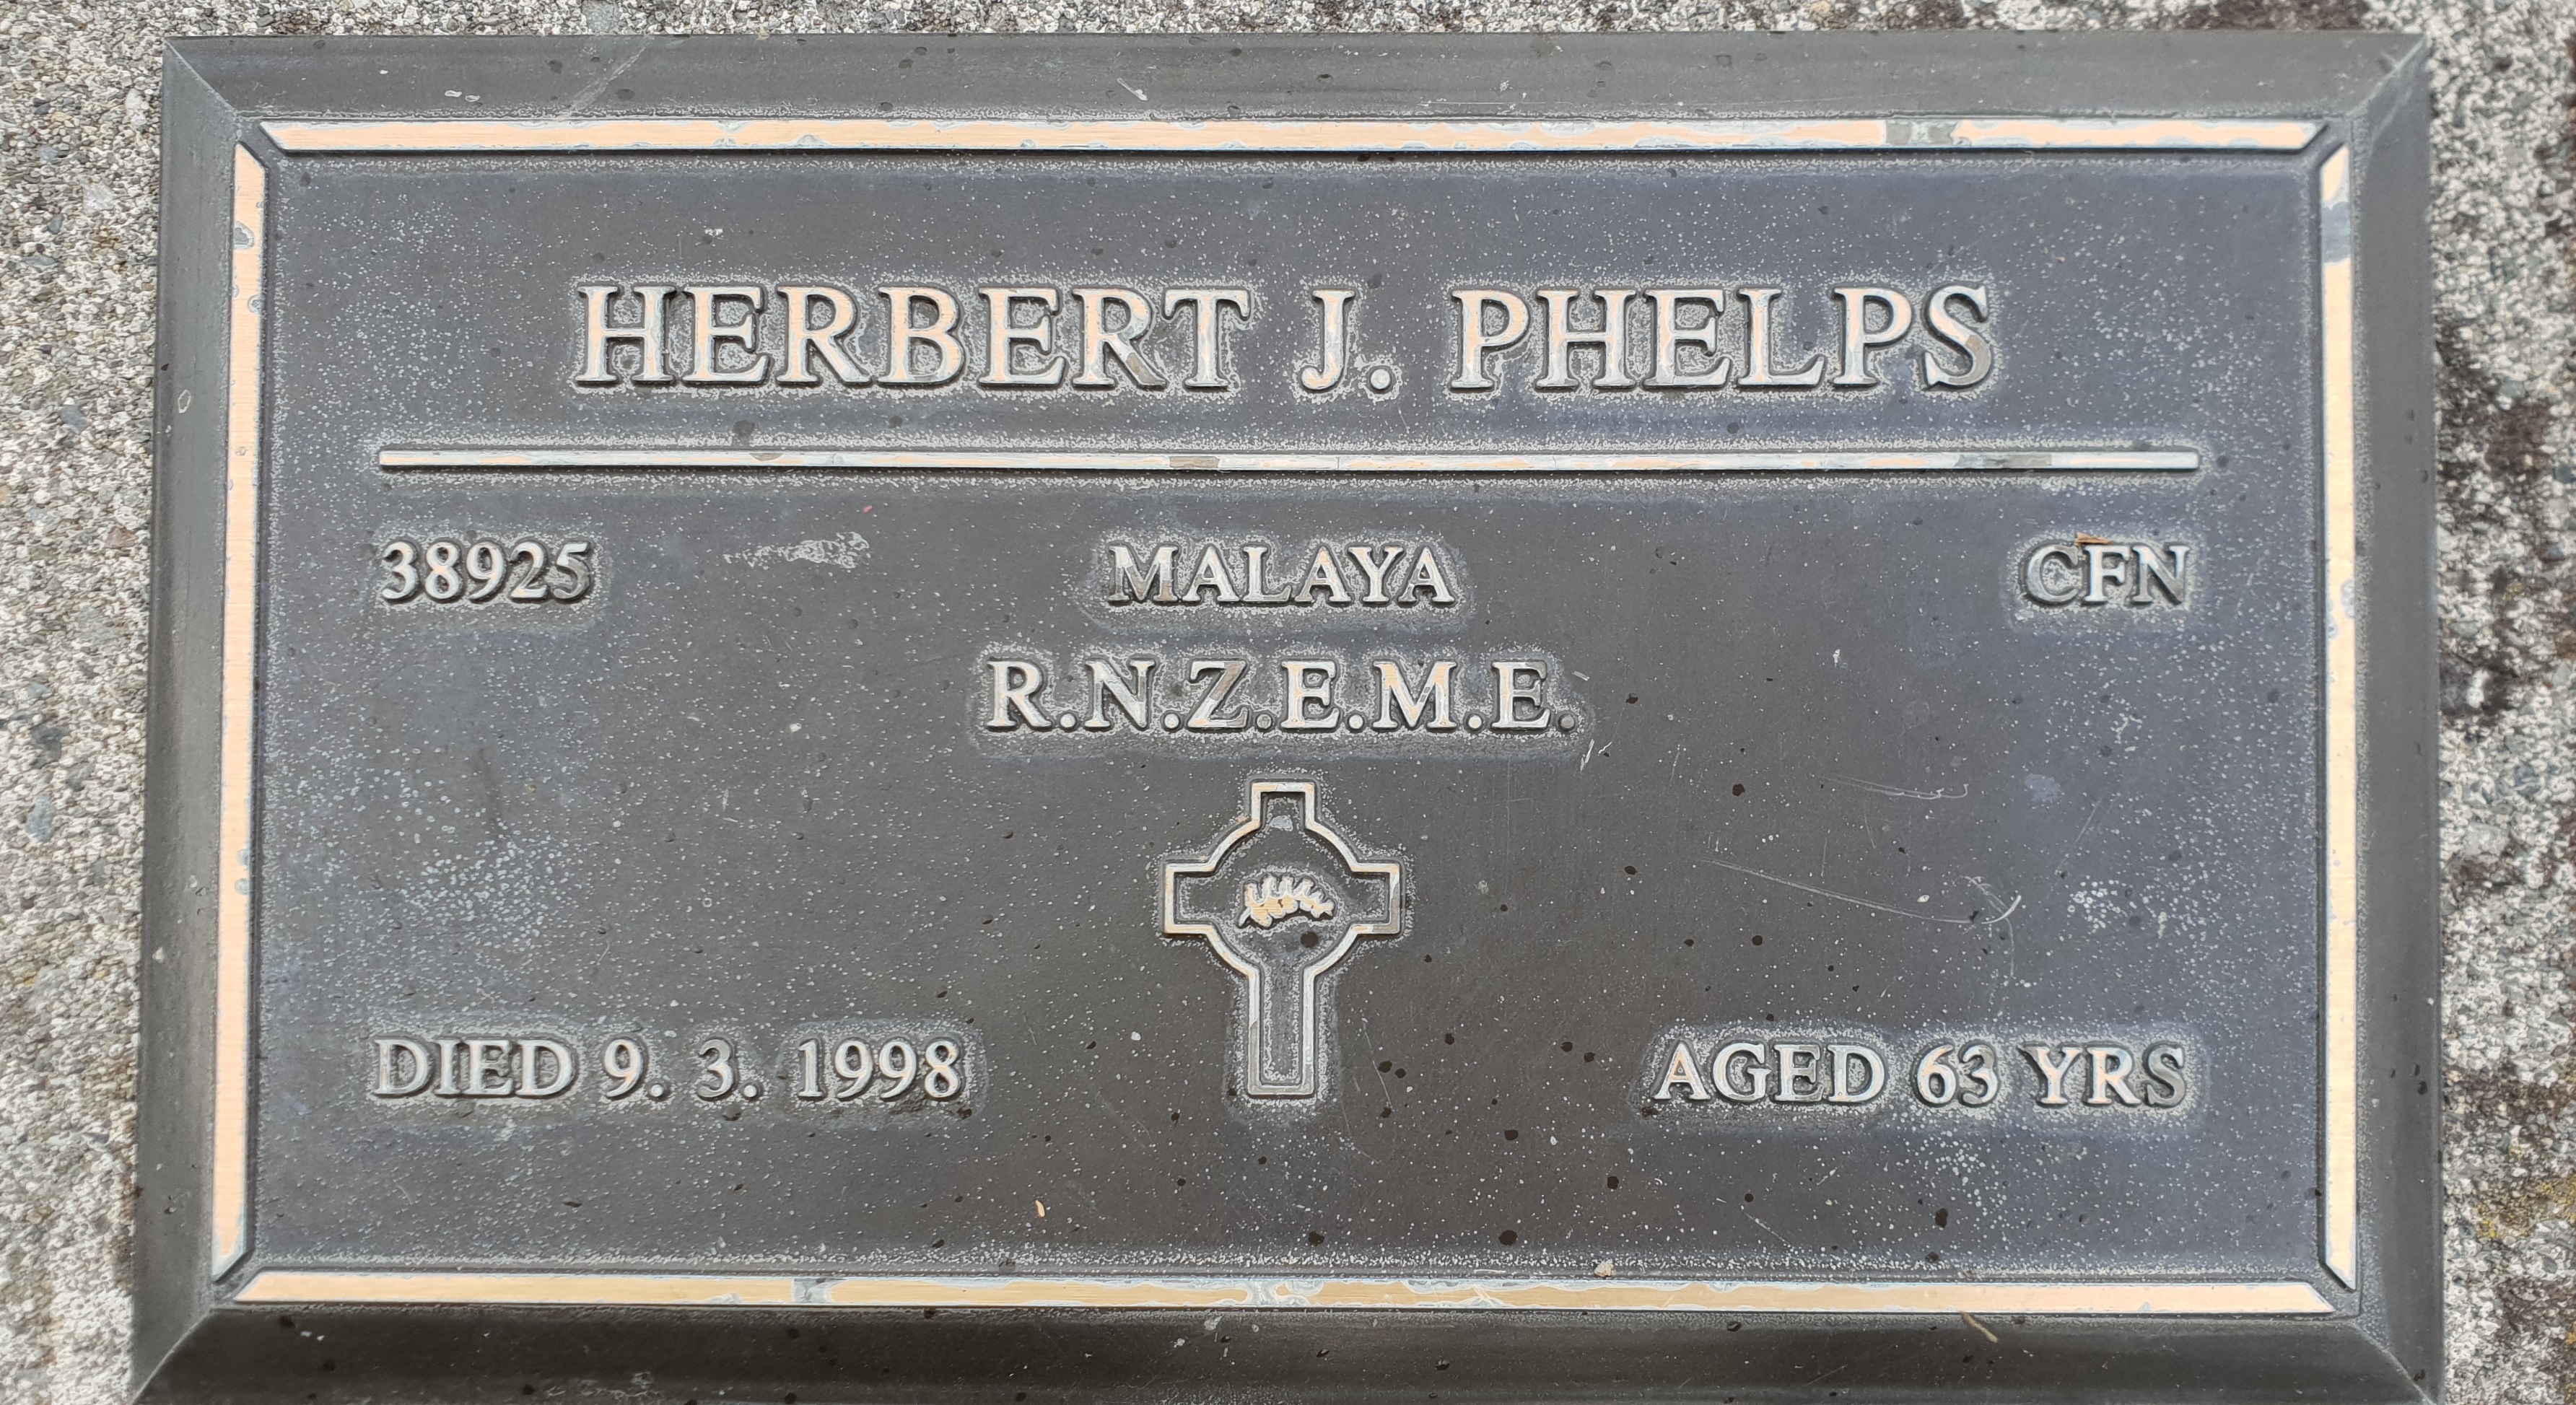 HERBERT J. PHELPS
38925 MALAYA CFN
R.N.Z.E.M.E.
DIED 9. 3. 1998 AGED 63 YRS